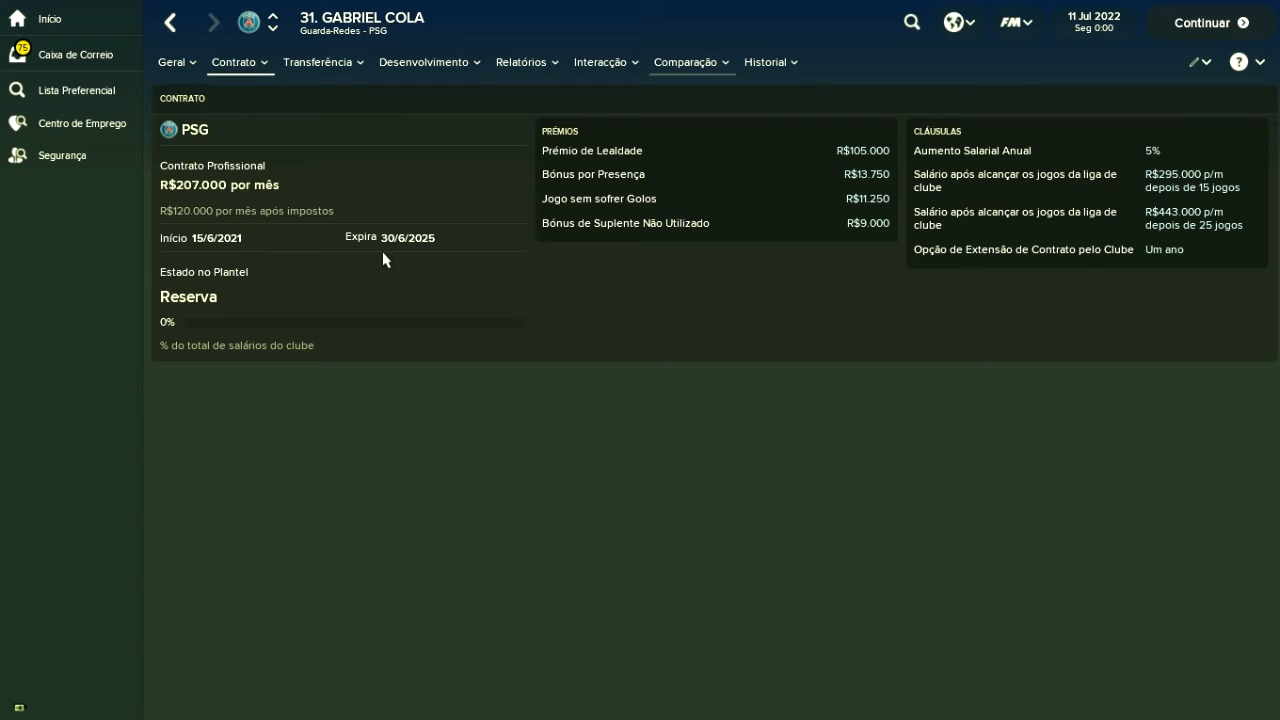 Início
75
Caixa de Correio
Lista Preferencial
Centro de Emprego
Segurança
31. GABRIEL COLA
Guarda-Redes - PSG
FM
11 Jul 2022
Seg 0:00
Continuar
Geral
Contrato
Transferência
Desenvolvimento
Relatórios
Interacção
Comparação
Historial
?
CONTRATO
PSG
Contrato Profissional
R$207.000 por mês
R$120.000 por mês após impostos
Início 15/6/2021
Expira 30/6/2025
Estado no Plantel
Reserva
0%
% do total de salários do clube
PRÉMIOS
Prémio de Lealdade R$105.000
Bónus por Presença R$13.750
Jogo sem sofrer Golos R$11.250
Bónus de Suplente Não Utilizado R$9.000
CLÁUSULAS
Aumento Salarial Anual 5%
Salário após alcançar os jogos da liga de R$295.000 p/m
clube depois de 15 jogos
Salário após alcançar os jogos da liga de R$443.000 p/m
clube depois de 25 jogos
Opção de Extensão de Contrato pelo Clube Um ano